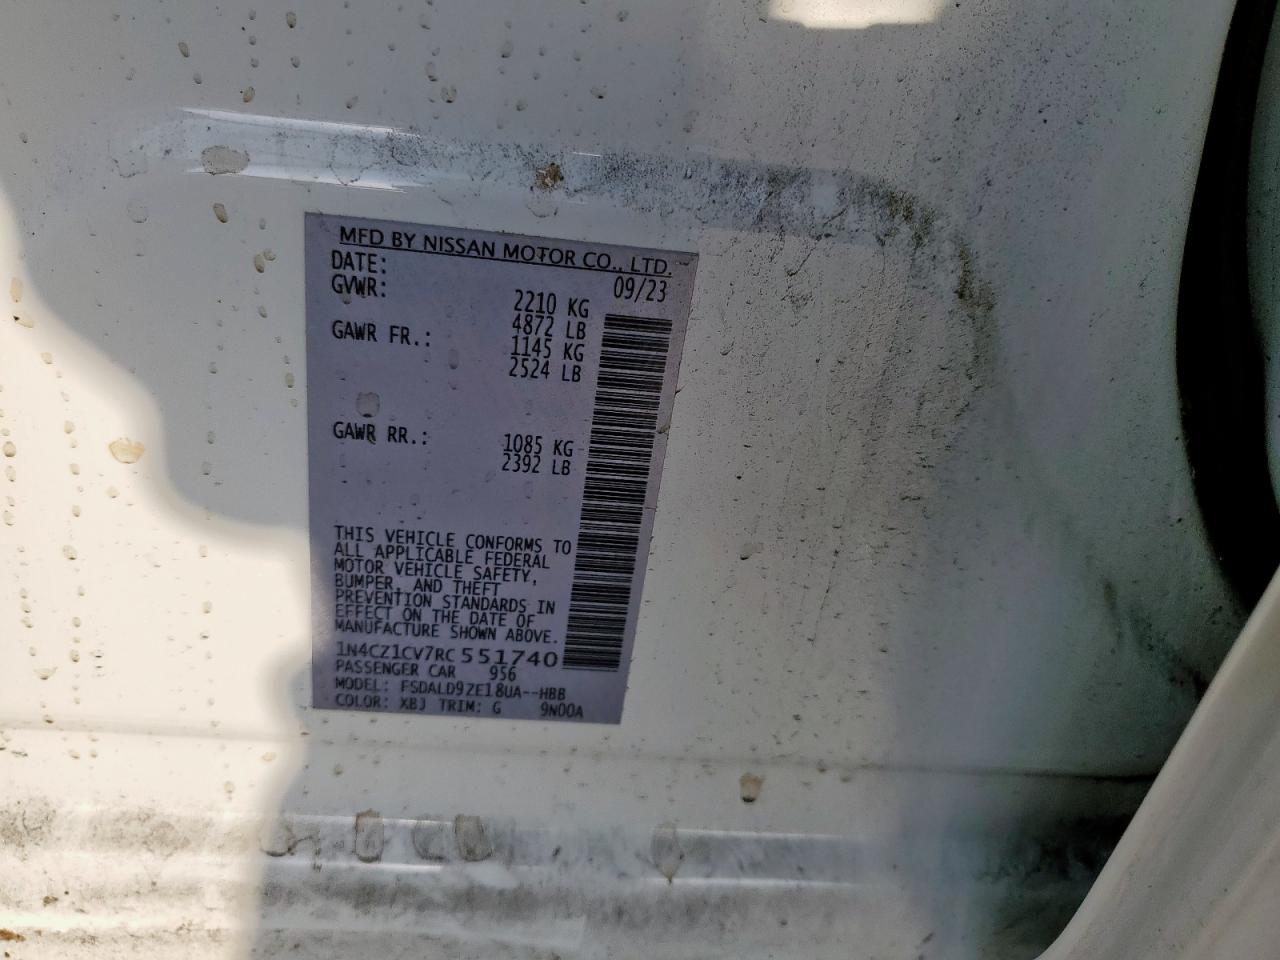 MFD BY NISSAN MOTOR CO., LTD.
DATE: 09/23
GVWR: 2210 KG
4872 LB
GAWR FR.: 1145 KG
2524 LB
GAWR RR.: 1085 KG
2392 LB
THIS VEHICLE CONFORMS TO
ALL APPLICABLE FEDERAL
MOTOR VEHICLE SAFETY,
BUMPER, AND THEFT
PREVENTION STANDARDS IN
EFFECT ON THE DATE OF
MANUFACTURE SHOWN ABOVE.
1N4CZ1CV7RC551740
PASSENGER CAR 956
MODEL: FSDALD9ZE18UA--HBB
COLOR: XBJ TRIM: G 9N00A